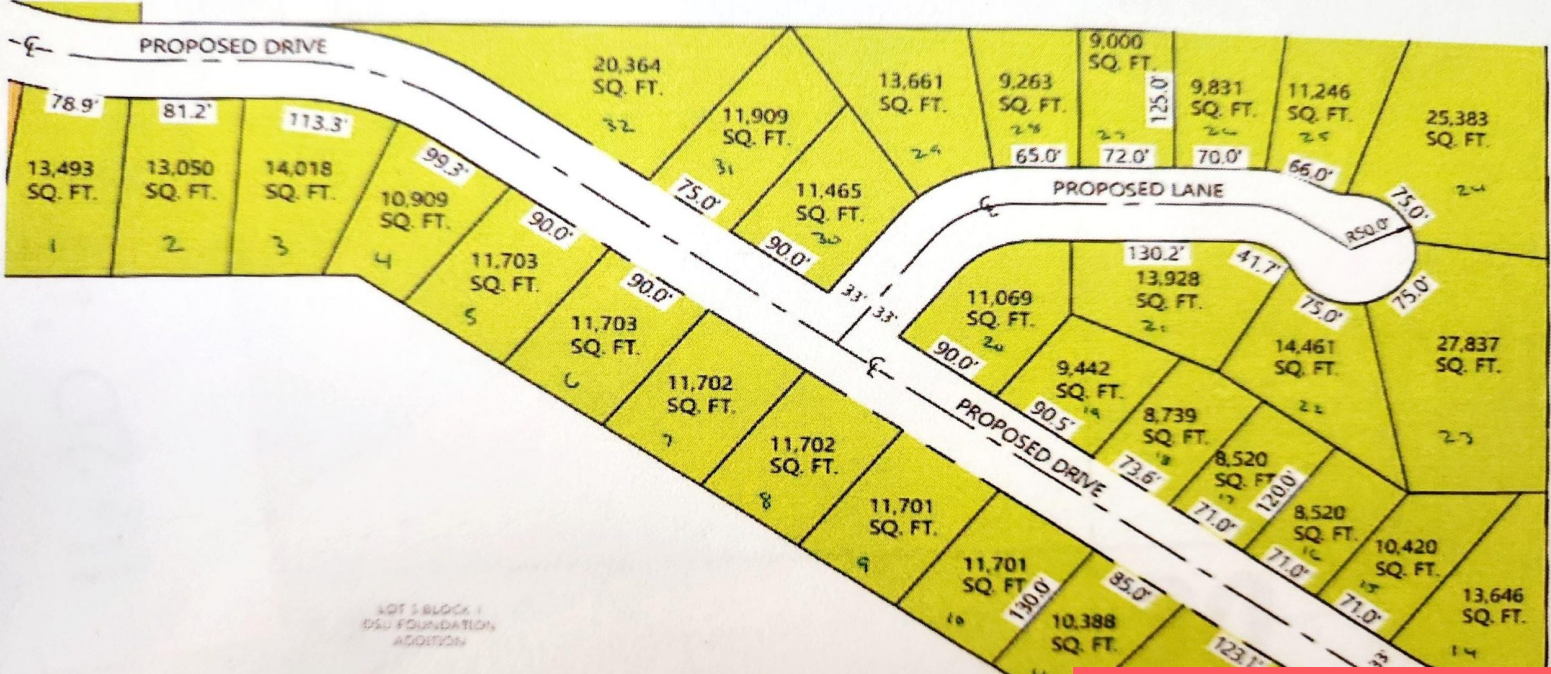 PROPOSED DRIVE
78.9'
81.2'
113.3'
99.3'
90.0'
90.0'
13,493
SQ. FT.
1
13,050
SQ. FT.
2
14,018
SQ. FT.
3
10,909
SQ. FT.
4
11,703
SQ. FT.
5
11,703
SQ. FT.
6
11,702
SQ. FT.
7
11,702
SQ. FT.
8
11,701
SQ. FT.
9
11,701
SQ. FT.
10
130.0'
10,388
SQ. FT.
85.0'
123.1'
20,364
SQ. FT.
32
11,909
SQ. FT.
31
75.0'
11,465
SQ. FT.
30
90.0'
33'
33'
13,661
SQ. FT.
29
9,263
SQ. FT.
28
65.0'
9,000
SQ. FT.
125.0'
27
72.0'
9,831
SQ. FT.
26
70.0'
11,246
SQ. FT.
25
66.0'
25,383
SQ. FT.
24
75.0'
PROPOSED LANE
R50.0'
75.0'
75.0'
130.2'
41.7'
13,928
SQ. FT.
21
11,069
SQ. FT.
20
90.0'
9,442
SQ. FT.
19
90.5'
14,461
SQ. FT.
22
27,837
SQ. FT.
23
PROPOSED DRIVE
8,739
SQ. FT.
18
73.6'
8,520
SQ. FT.
17
120.0'
71.0'
8,520
SQ. FT.
16
71.0'
10,420
SQ. FT.
15
71.0'
13,646
SQ. FT.
14
33'
LOT 3 BLOCK 1
DSU FOUNDATION
ADDITION